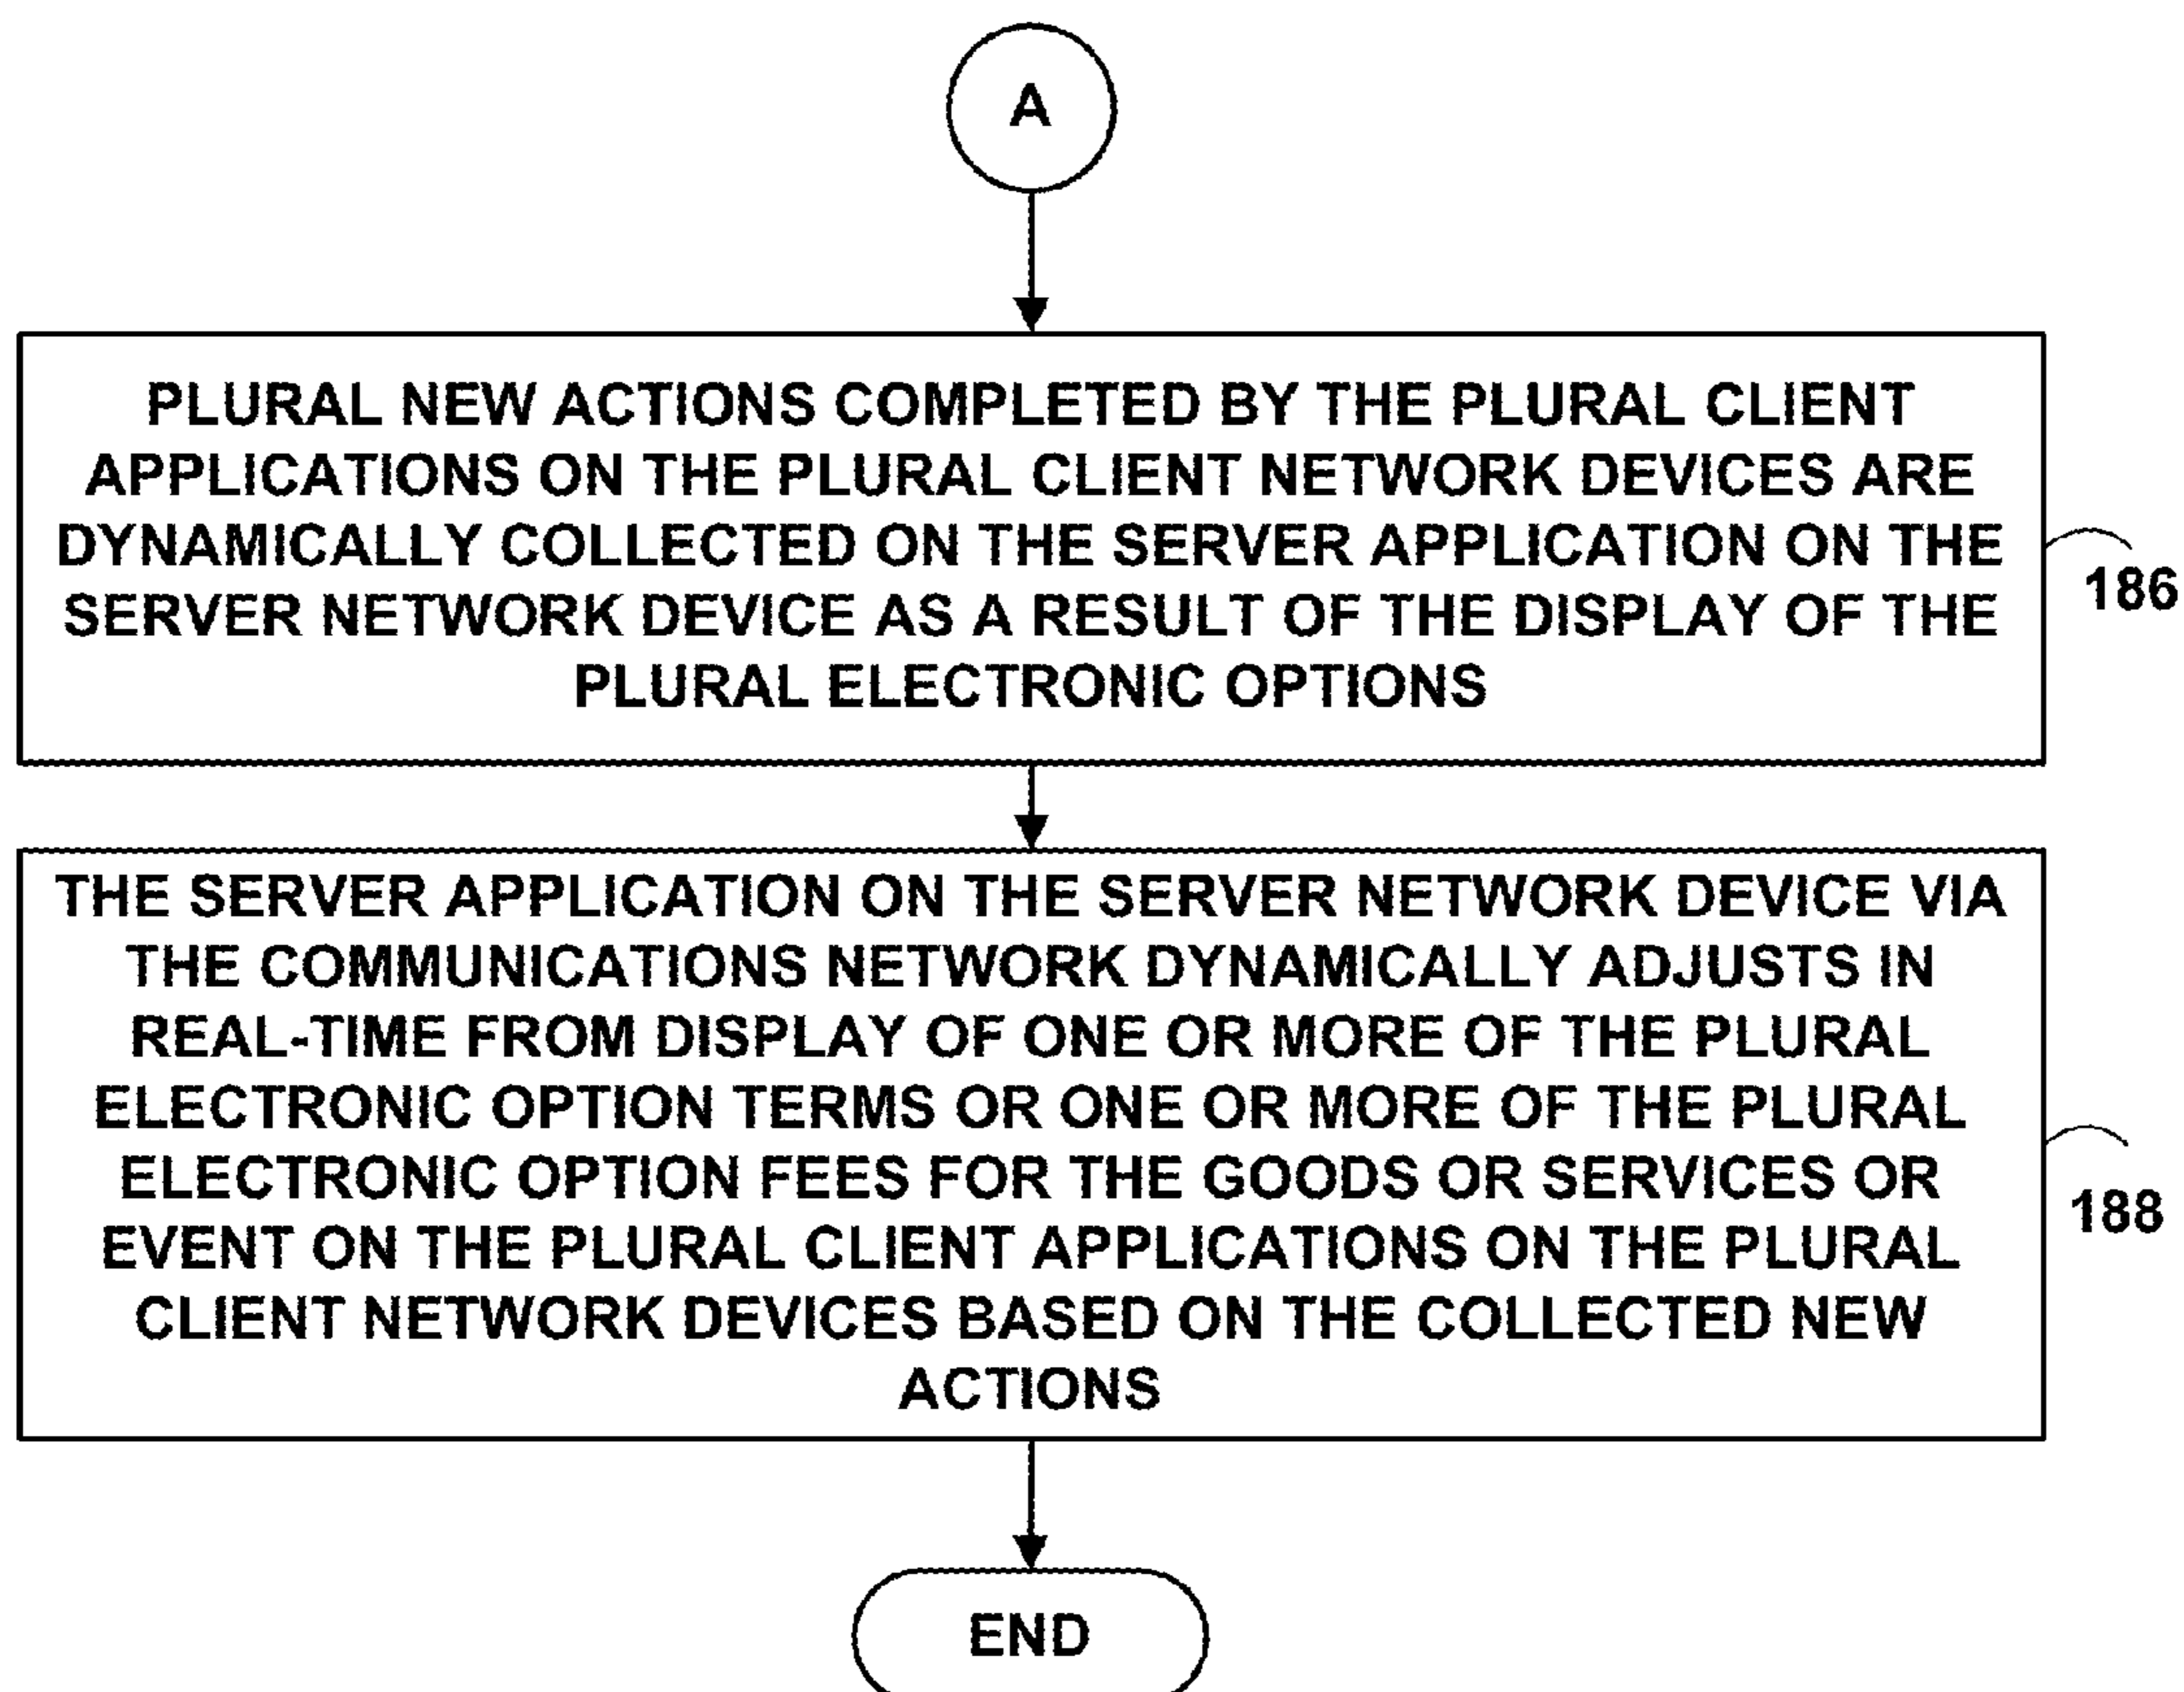 A
PLURAL NEW ACTIONS COMPLETED BY THE PLURAL CLIENT
APPLICATIONS ON THE PLURAL CLIENT NETWORK DEVICES ARE
DYNAMICALLY COLLECTED ON THE SERVER APPLICATION ON THE
SERVER NETWORK DEVICE AS A RESULT OF THE DISPLAY OF THE
PLURAL ELECTRONIC OPTIONS
186
THE SERVER APPLICATION ON THE SERVER NETWORK DEVICE VIA
THE COMMUNICATIONS NETWORK DYNAMICALLY ADJUSTS IN
REAL-TIME FROM DISPLAY OF ONE OR MORE OF THE PLURAL
ELECTRONIC OPTION TERMS OR ONE OR MORE OF THE PLURAL
ELECTRONIC OPTION FEES FOR THE GOODS OR SERVICES OR
EVENT ON THE PLURAL CLIENT APPLICATIONS ON THE PLURAL
CLIENT NETWORK DEVICES BASED ON THE COLLECTED NEW
ACTIONS
188
END